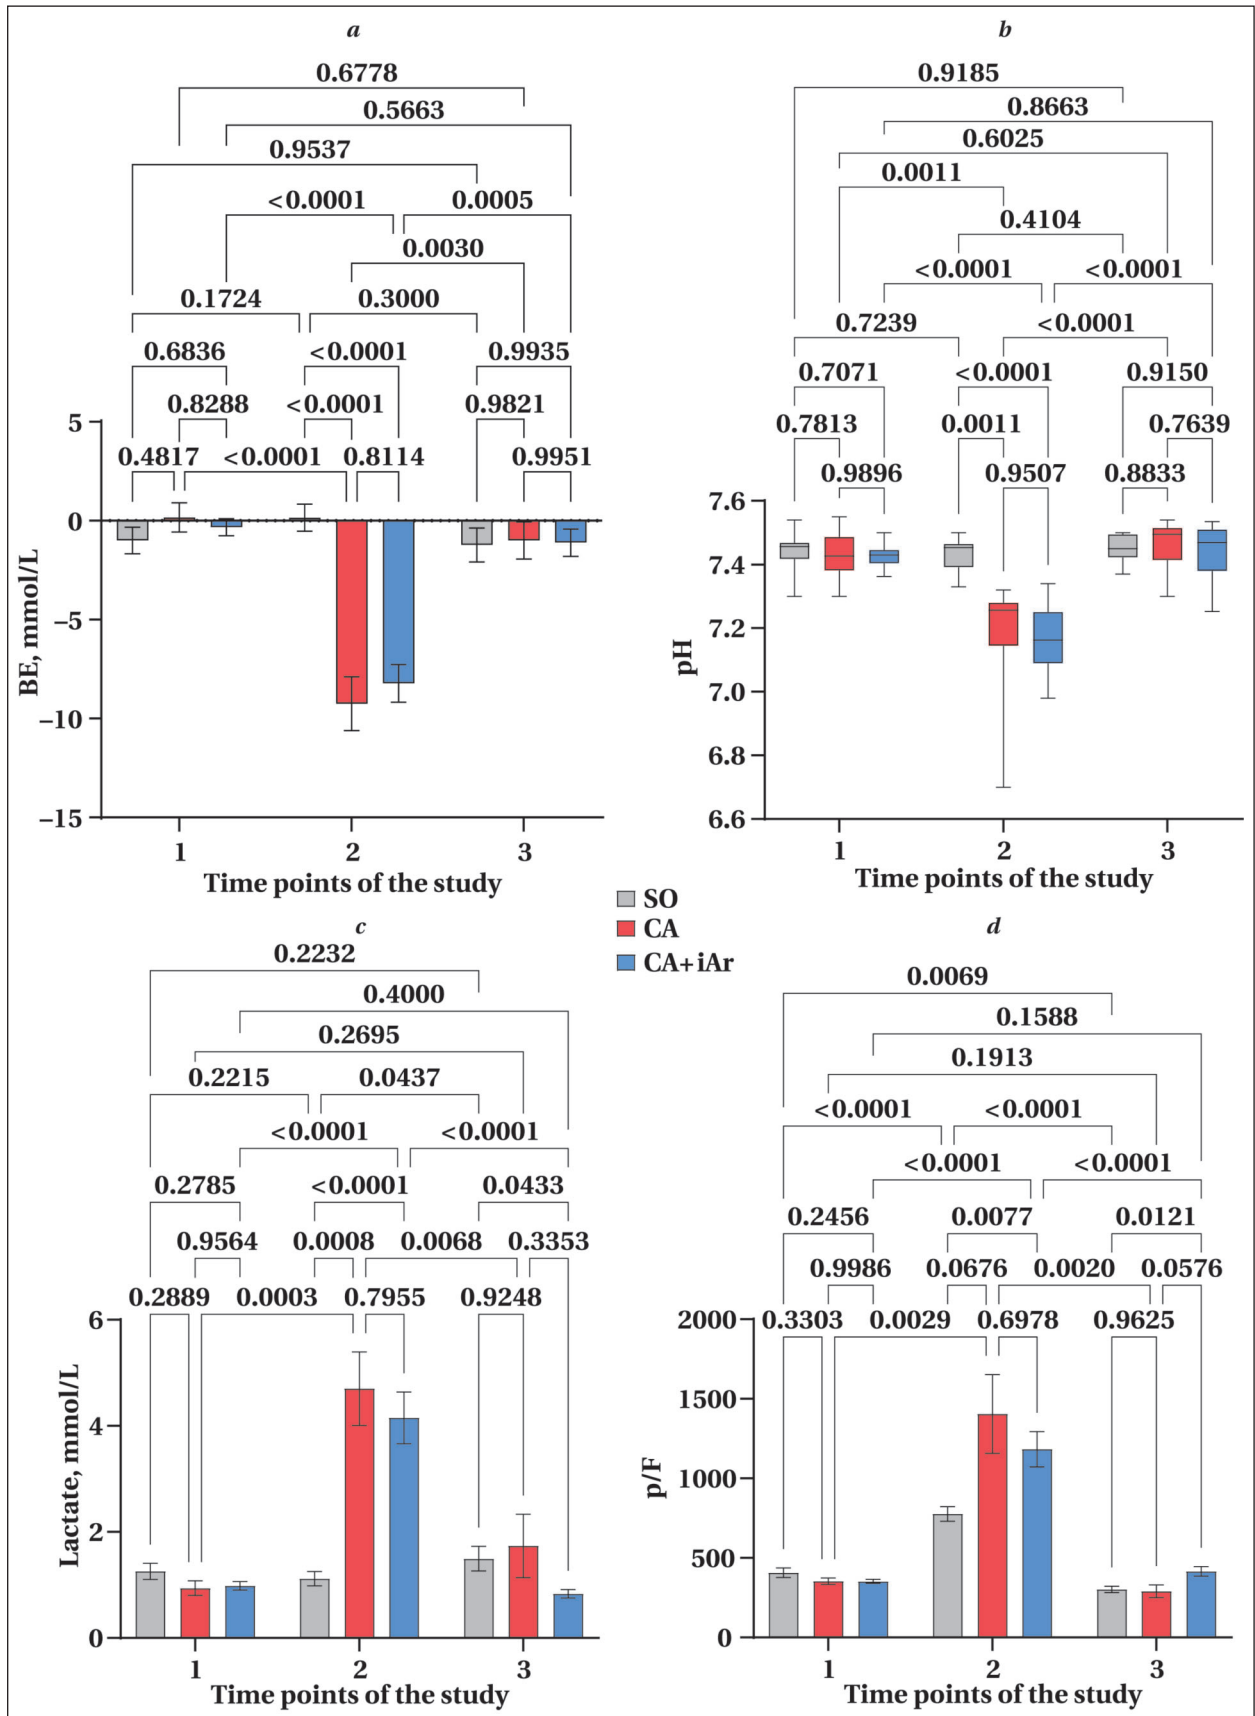 a
0.6778
0.5663
0.9537
<0.0001 0.0005
0.0030
0.1724 0.3000
0.6836 <0.0001 0.9935
0.8288 <0.0001 0.9821
0.4817 <0.0001 0.8114 0.9951
5
0
–5
–10
–15
BE, mmol/L
1 2 3
Time points of the study
b
0.9185
0.8663
0.6025
0.0011
0.4104
<0.0001 <0.0001
0.7239 <0.0001
0.7071 <0.0001 0.9150
0.7813 0.0011 0.7639
0.9896 0.9507 0.8833
7.6
7.4
7.2
7.0
6.8
6.6
pH
1 2 3
Time points of the study
SO
CA
CA+iAr
c
0.2232
0.4000
0.2695
0.2215 0.0437
<0.0001 <0.0001
0.2785 <0.0001 0.0433
0.9564 0.0008 0.0068 0.3353
0.2889 0.0003 0.7955 0.9248
6
4
2
0
Lactate, mmol/L
1 2 3
Time points of the study
d
0.0069
0.1588
0.1913
<0.0001 <0.0001
<0.0001 <0.0001
0.2456 0.0077 0.0121
0.9986 0.0676 0.0020 0.0576
0.3303 0.0029 0.6978 0.9625
2000
1500
1000
500
0
p/F
1 2 3
Time points of the study